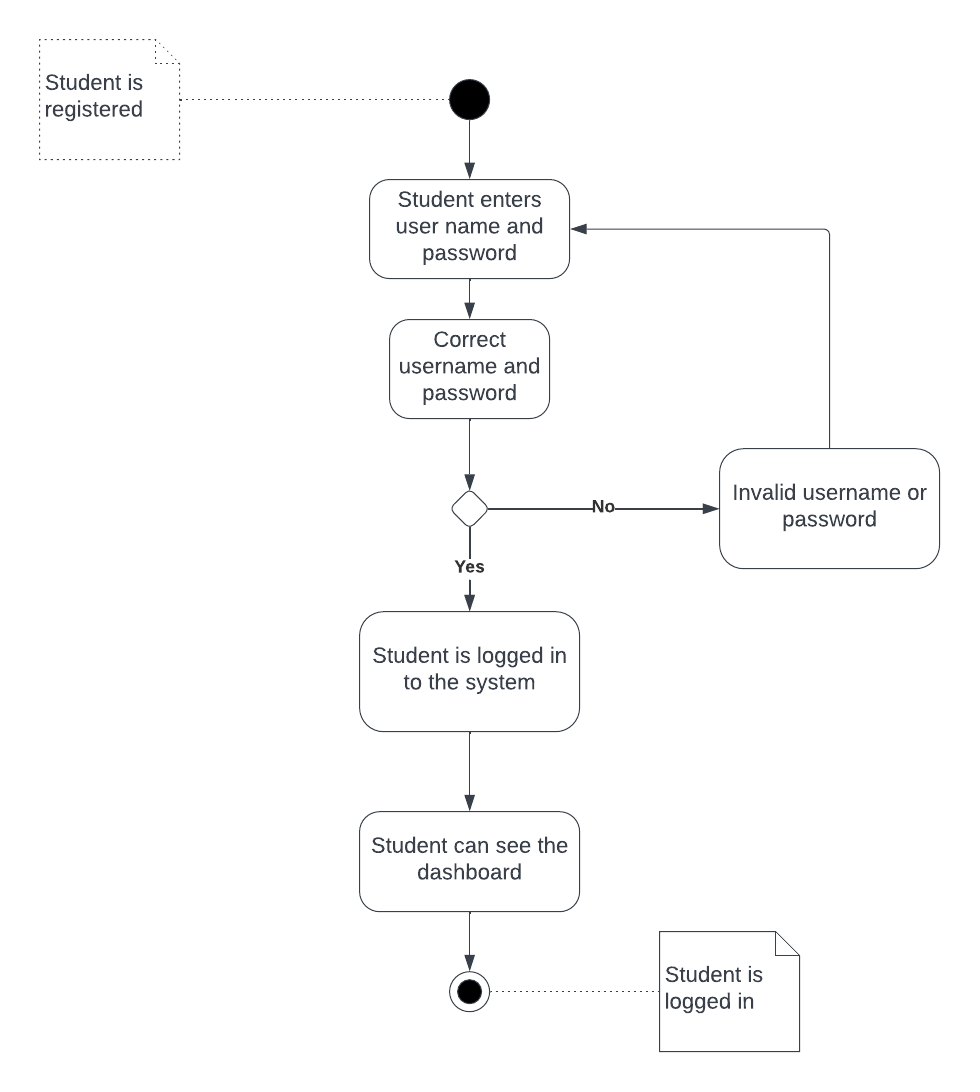 Student is
registered
Student enters
user name and
password
Correct
username and
password
No
Invalid username or
password
Yes
Student is logged in
to the system
Student can see the
dashboard
Student is
logged in